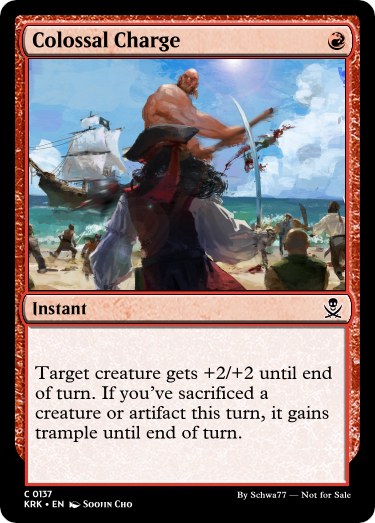 Colossal Charge
Instant
Target creature gets +2/+2 until end
of turn. If you've sacrificed a
creature or artifact this turn, it gains
trample until end of turn.
C 0137
KRK • EN Soojin Cho
By Schwa77 — Not for Sale